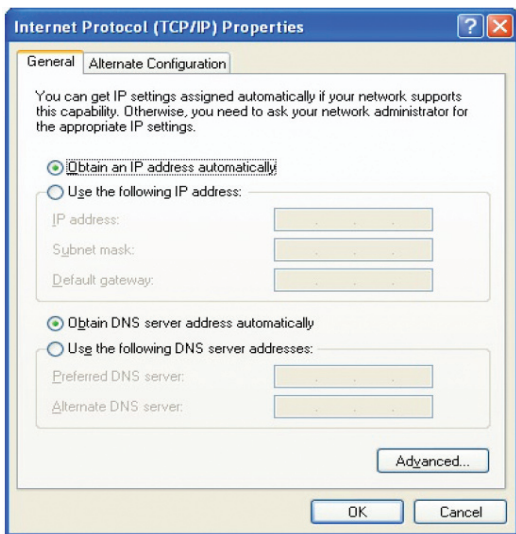 Internet Protocol (TCP/IP) Properties
General Alternate Configuration
You can get IP settings assigned automatically if your network supports
this capability. Otherwise, you need to ask your network administrator for
the appropriate IP settings.
Obtain an IP address automatically
Use the following IP address:
IP address:
Subnet mask:
Default gateway:
Obtain DNS server address automatically
Use the following DNS server addresses:
Preferred DNS server:
Alternate DNS server:
Advanced...
OK Cancel